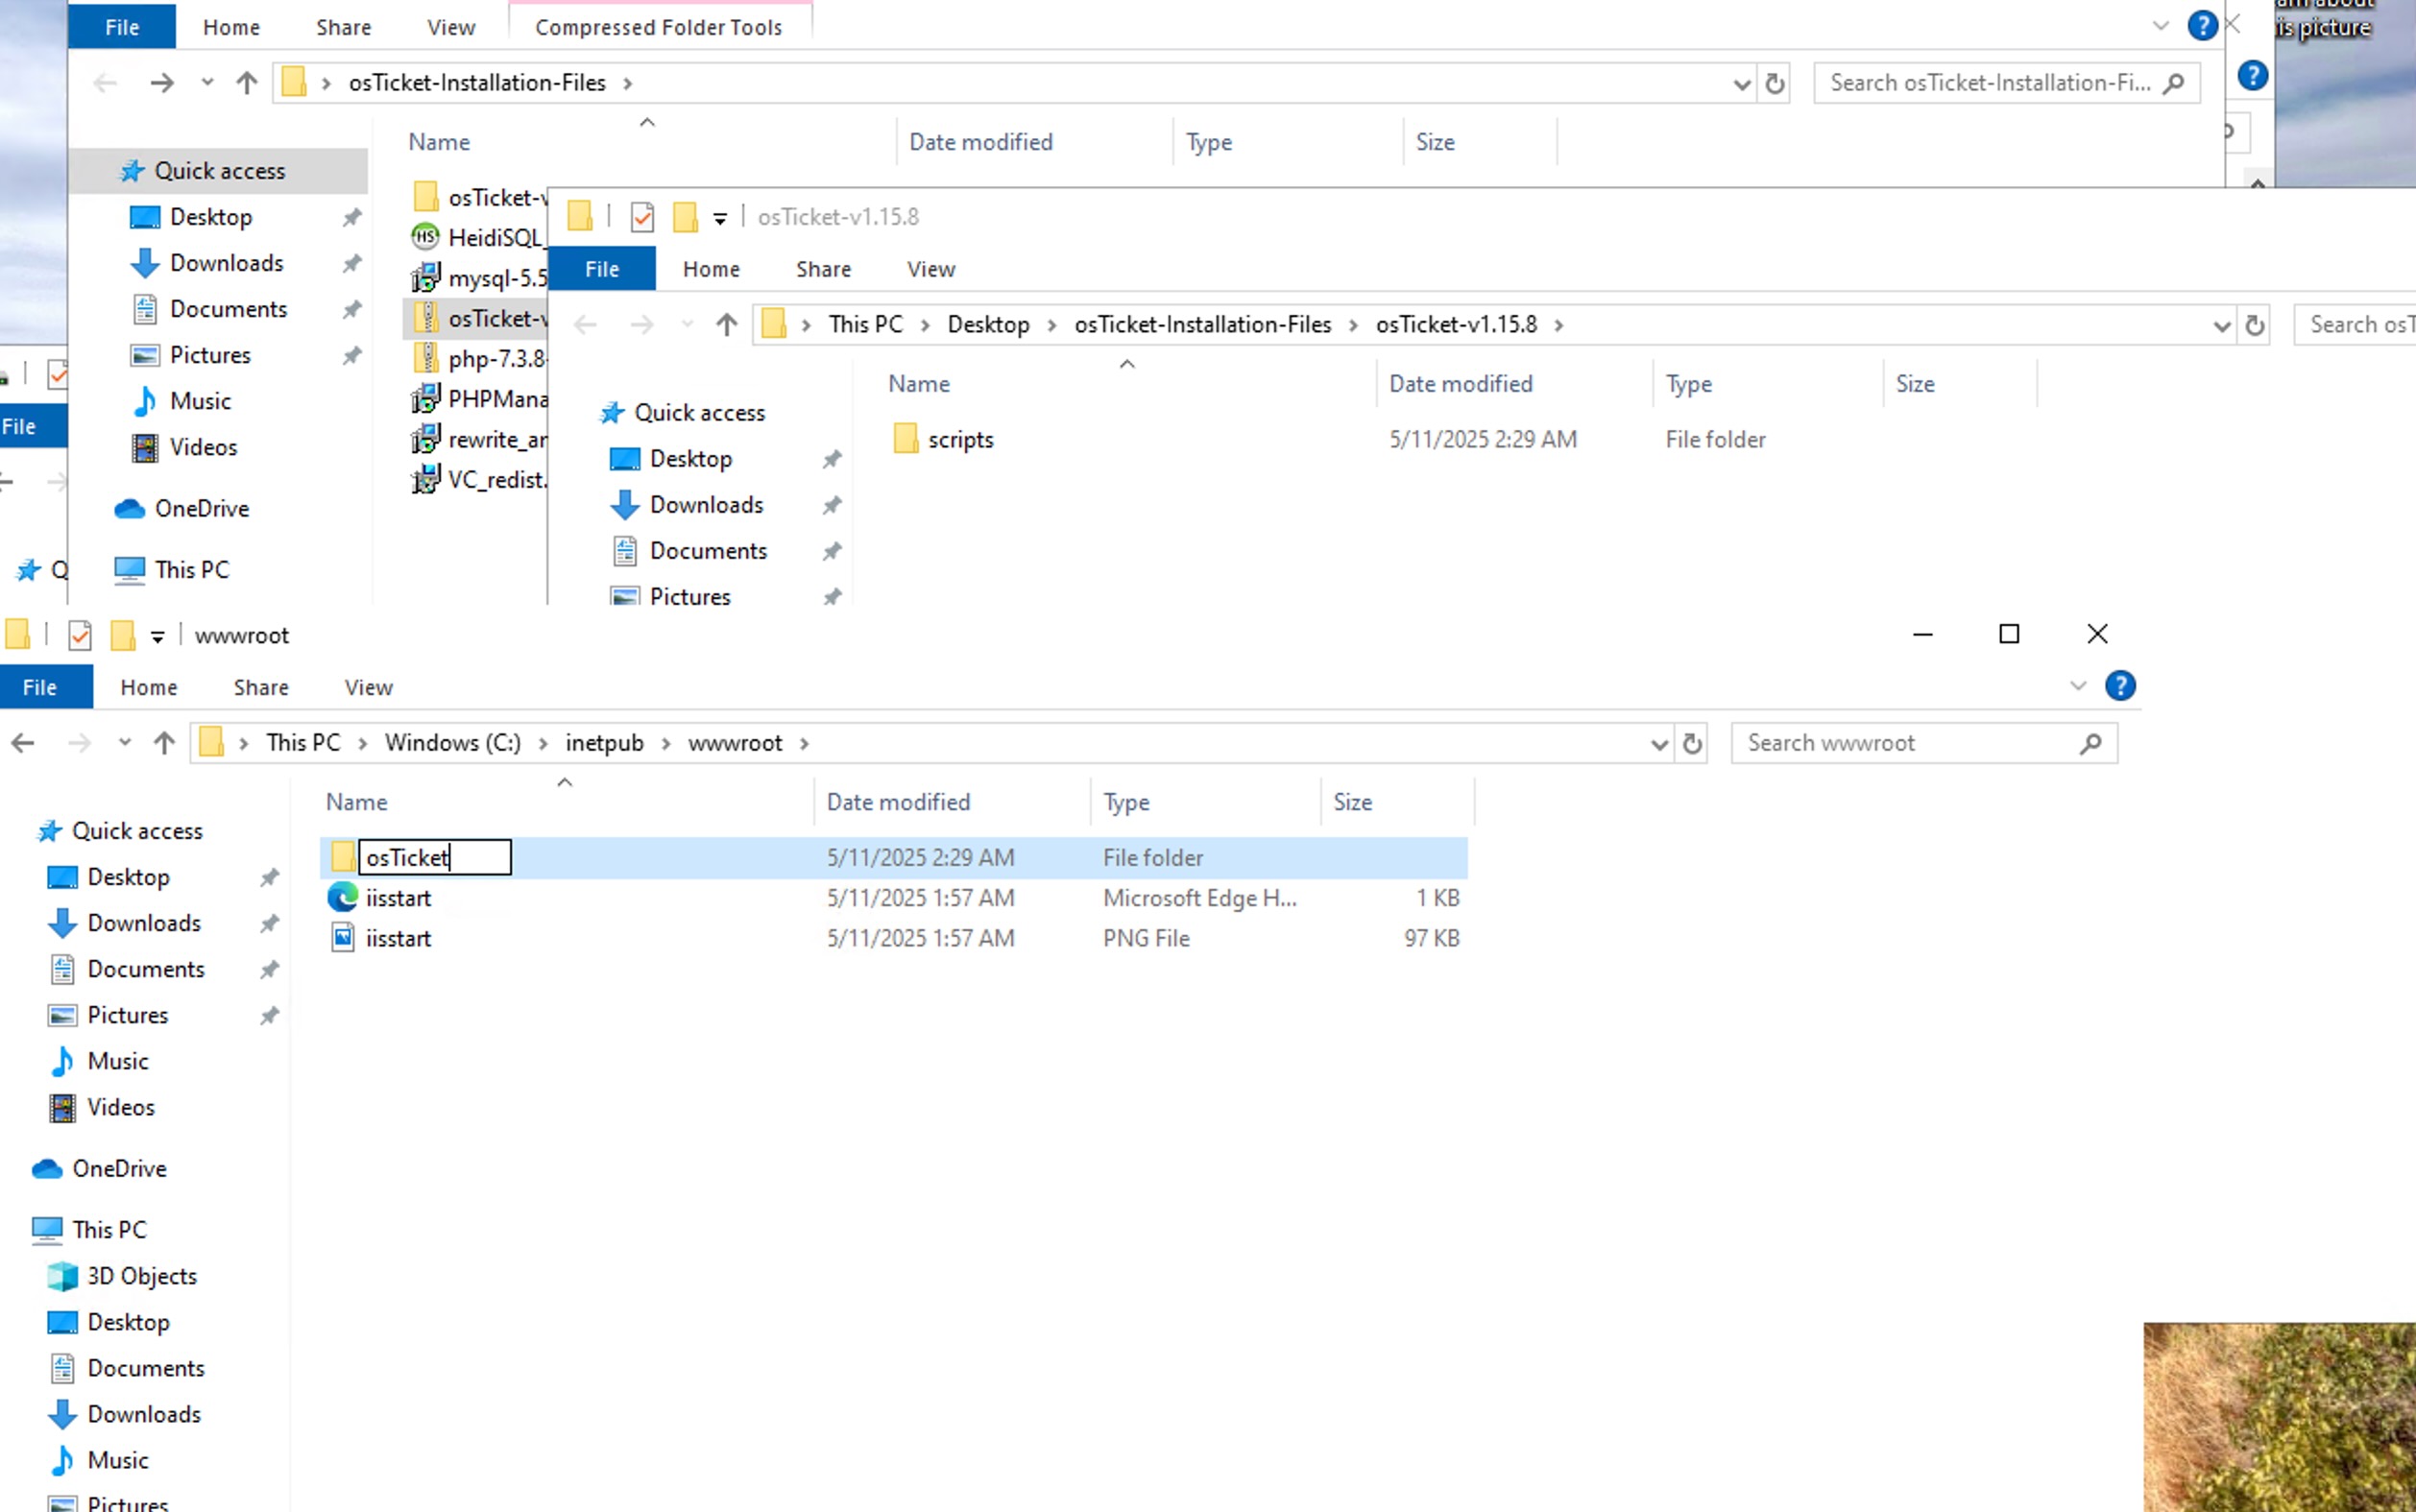 File Home Share View Compressed Folder Tools
is picture
osTicket-Installation-Files
Search osTicket-Installation-Fi...
Name Date modified Type Size
Quick access
Desktop
Downloads
Documents
Pictures
Music
Videos
OneDrive
This PC
osTicket-v
HeidiSQL_
mysql-5.5
osTicket-v
php-7.3.8-
PHPMana
rewrite_ar
VC_redist.
File
Q
osTicket-v1.15.8
File Home Share View
This PC Desktop osTicket-Installation-Files osTicket-v1.15.8
Search osT
Name Date modified Type Size
Quick access
Desktop
Downloads
Documents
Pictures
scripts 5/11/2025 2:29 AM File folder
wwwroot
File Home Share View
This PC Windows (C:) inetpub wwwroot
Search wwwroot
Name Date modified Type Size
osTicket 5/11/2025 2:29 AM File folder
iisstart 5/11/2025 1:57 AM Microsoft Edge H... 1 KB
iisstart 5/11/2025 1:57 AM PNG File 97 KB
Quick access
Desktop
Downloads
Documents
Pictures
Music
Videos
OneDrive
This PC
3D Objects
Desktop
Documents
Downloads
Music
Pictures